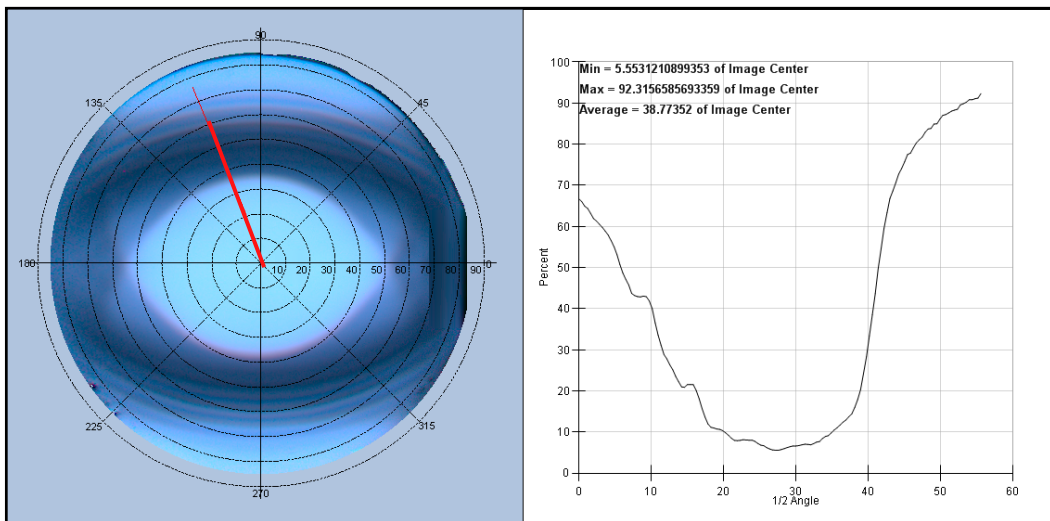 90
135
45
180
10 20 30 40 50 60 70 80 90 0
225
315
270
Min = 5.5531210899353 of Image Center
Max = 92.3156585693359 of Image Center
Average = 38.77352 of Image Center
100
90
80
70
60
50
40
30
20
10
0
Percent
0 10 20 30 40 50 60
1/2 Angle